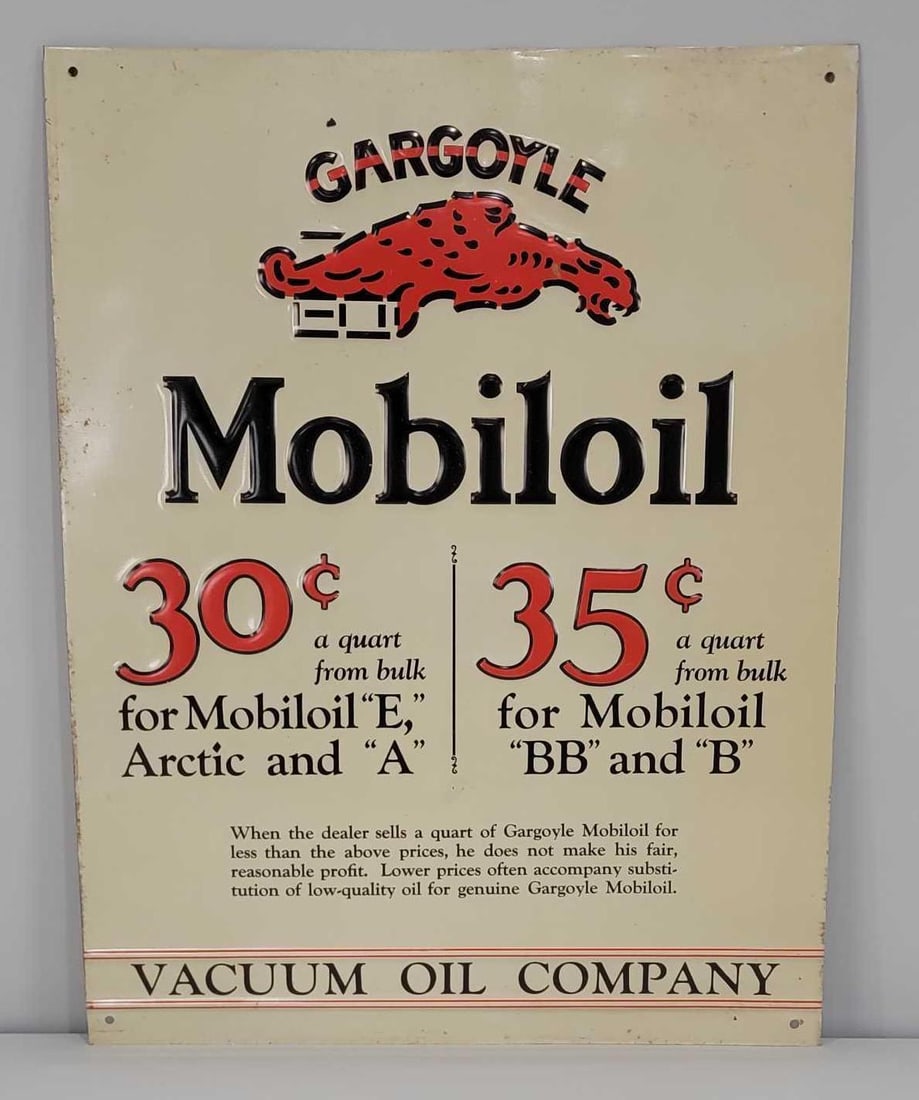 GARGOYLE
Mobiloil
30¢
a quart
from bulk
for Mobiloil "E,"
Arctic and "A"
35¢
a quart
from bulk
for Mobiloil
"BB" and "B"
When the dealer sells a quart of Gargoyle Mobiloil for
less than the above prices, he does not make his fair,
reasonable profit. Lower prices often accompany substi-
tution of low-quality oil for genuine Gargoyle Mobiloil.
VACUUM OIL COMPANY